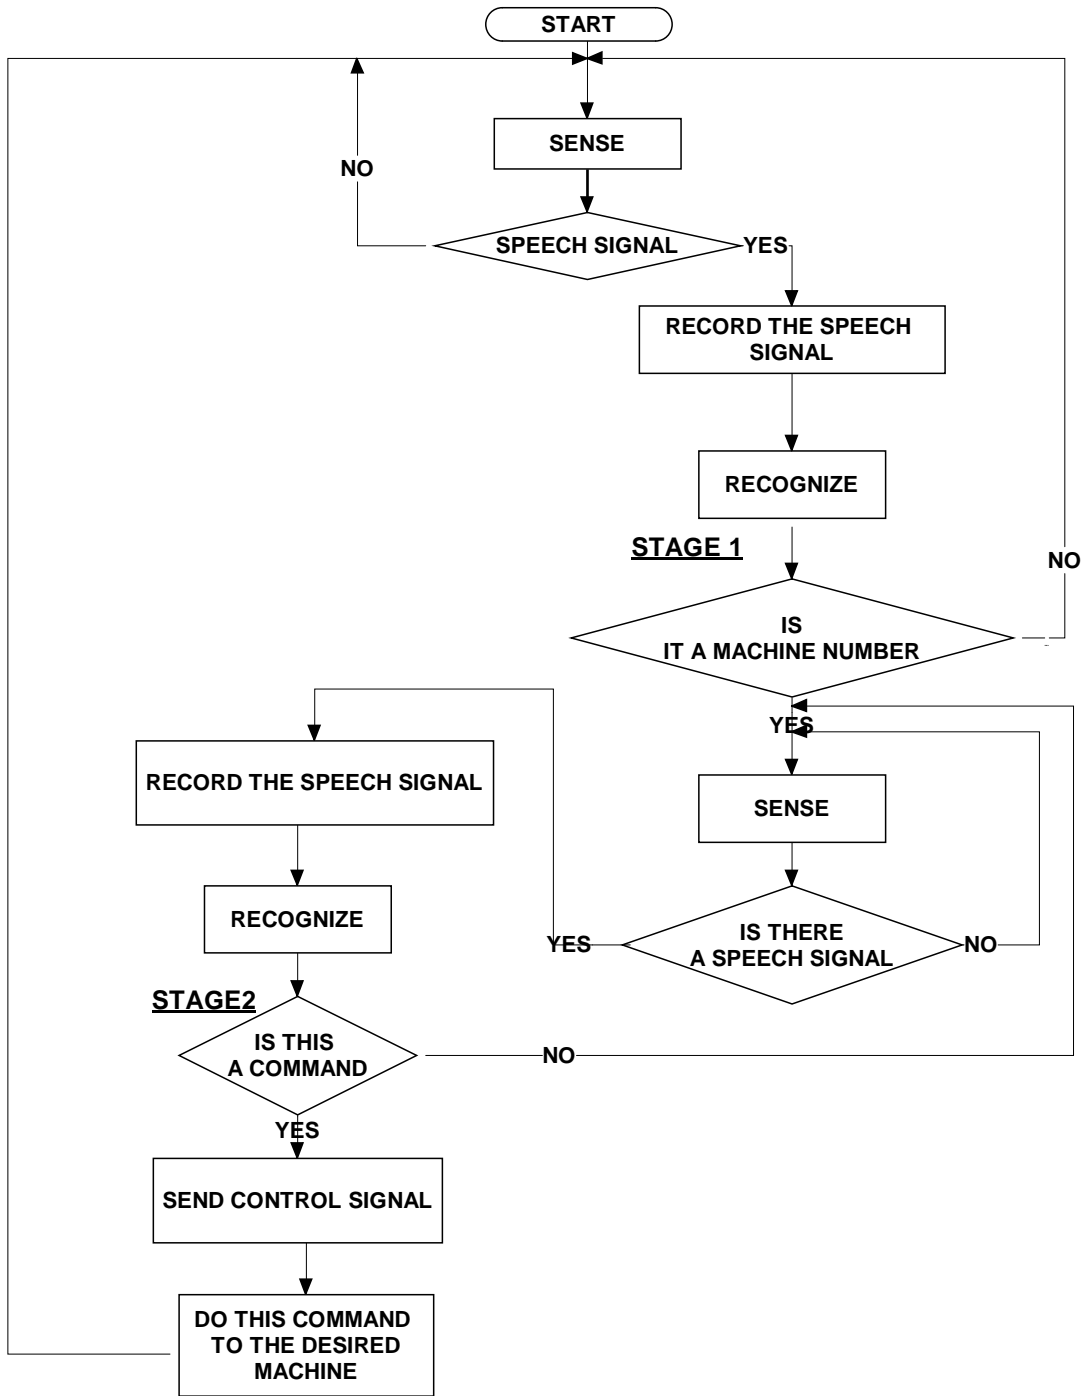 START
SENSE
NO
SPEECH SIGNAL
YES
RECORD THE SPEECH
SIGNAL
RECOGNIZE
STAGE 1
NO
IS
IT A MACHINE NUMBER
YES
RECORD THE SPEECH SIGNAL
SENSE
RECOGNIZE
IS THERE
A SPEECH SIGNAL
YES
NO
STAGE2
IS THIS
A COMMAND
NO
YES
SEND CONTROL SIGNAL
DO THIS COMMAND
TO THE DESIRED
MACHINE